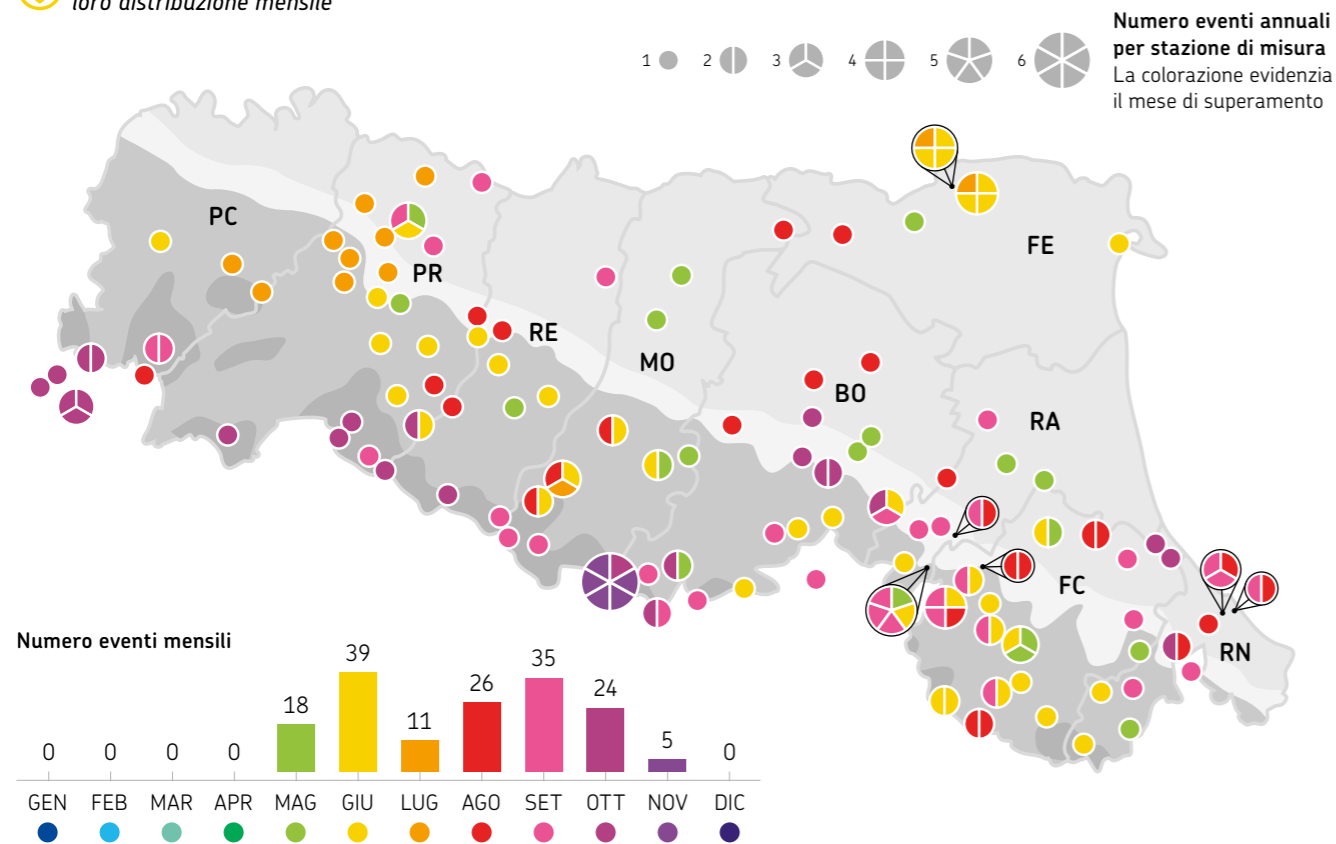 loro distribuzione mensile
Numero eventi annuali
per stazione di misura
La colorazione evidenzia
il mese di superamento
1 2 3 4 5 6
PC
PR
RE
MO
BO
FE
RA
FC
RN
Numero eventi mensili
0 0 0 0 18 39 11 26 35 24 5 0
GEN FEB MAR APR MAG GIU LUG AGO SET OTT NOV DIC